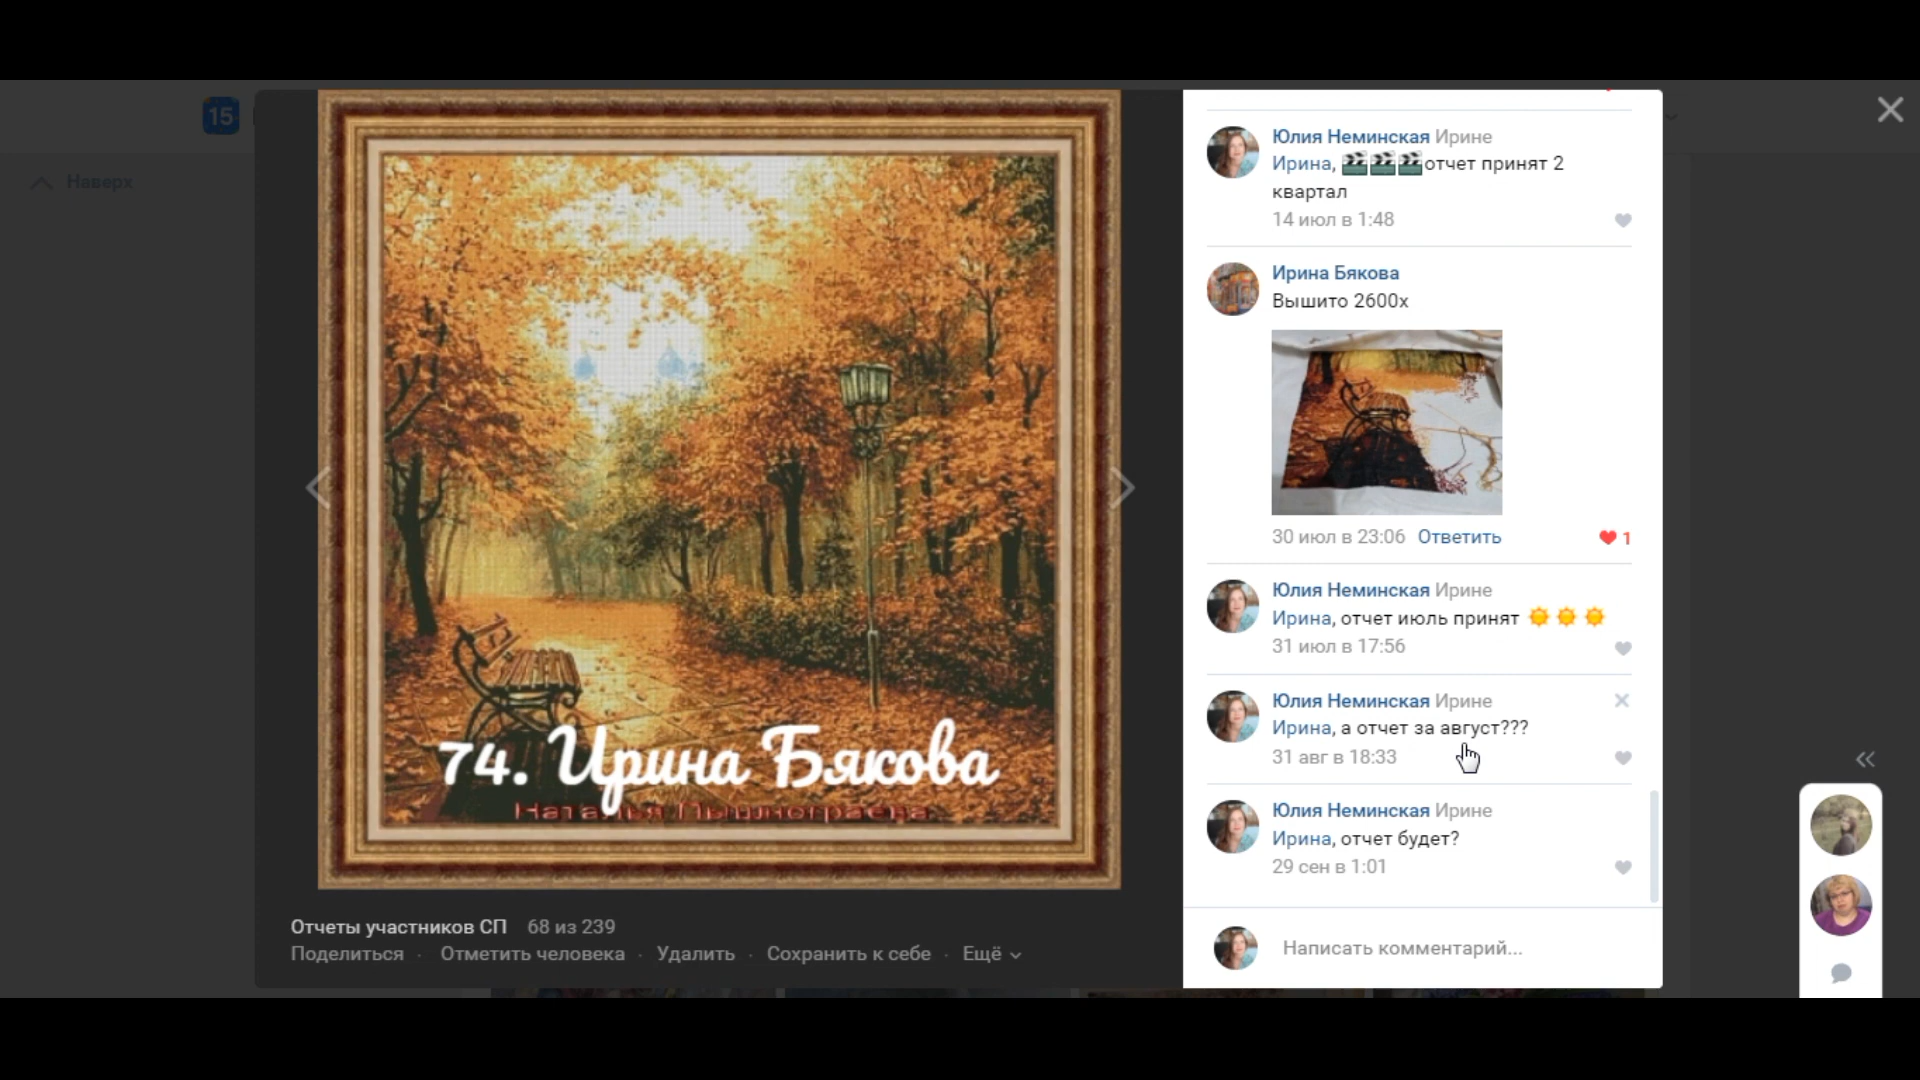 15
Наверх
74. Ирина Бякова
Наталья Пышнограева
Отчеты участников СП 68 из 239
Поделиться · Отметить человека · Удалить · Сохранить к себе · Ещё
Юлия Неминская Ирине
Ирина, отчет принят 2
квартал
14 июл в 1:48
Ирина Бякова
Вышито 2600х
30 июл в 23:06 Ответить
1
Юлия Неминская Ирине
Ирина, отчет июль принят
31 июл в 17:56
Юлия Неминская Ирине
Ирина, а отчет за август???
31 авг в 18:33
Юлия Неминская Ирине
Ирина, отчет будет?
29 сен в 1:01
Написать комментарий...